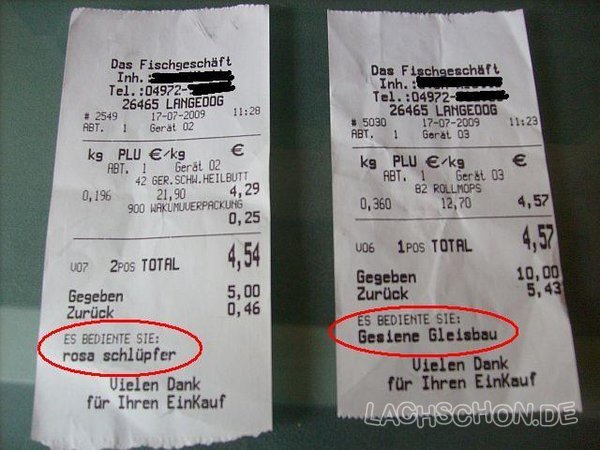 Das Fischgeschäft
Inh.:
Tel.:04972-
26465 LANGEOOG
# 2549 17-07-2009 11:28
ABT. 1 Gerät 02
kg PLU €/kg €
ABT. 1 Gerät 02
42 GER.SCHW.HEILBUTT
0,196 21,90 4,29
900 WAKUMUVERPACKUNG
0,25
V07 2POS TOTAL 4,54
Gegeben 5,00
Zurück 0,46
ES BEDIENTE SIE:
rosa schlüpfer
Vielen Dank
für Ihren EinKauf
Das Fischgeschäft
Inh.:
Tel.:04972-
26465 LANGEOOG
# 5030 17-07-2009 11:23
ABT. 1 Gerät 03
kg PLU €/kg €
ABT. 1 Gerät 03
82 ROLLMOPS
0,360 12,70 4,57
V06 1POS TOTAL 4,57
Gegeben 10,00
Zurück 5,43
ES BEDIENTE SIE:
Gesiene Gleisbau
Vielen Dank
für Ihren EinKauf
LACHSCHON.DE